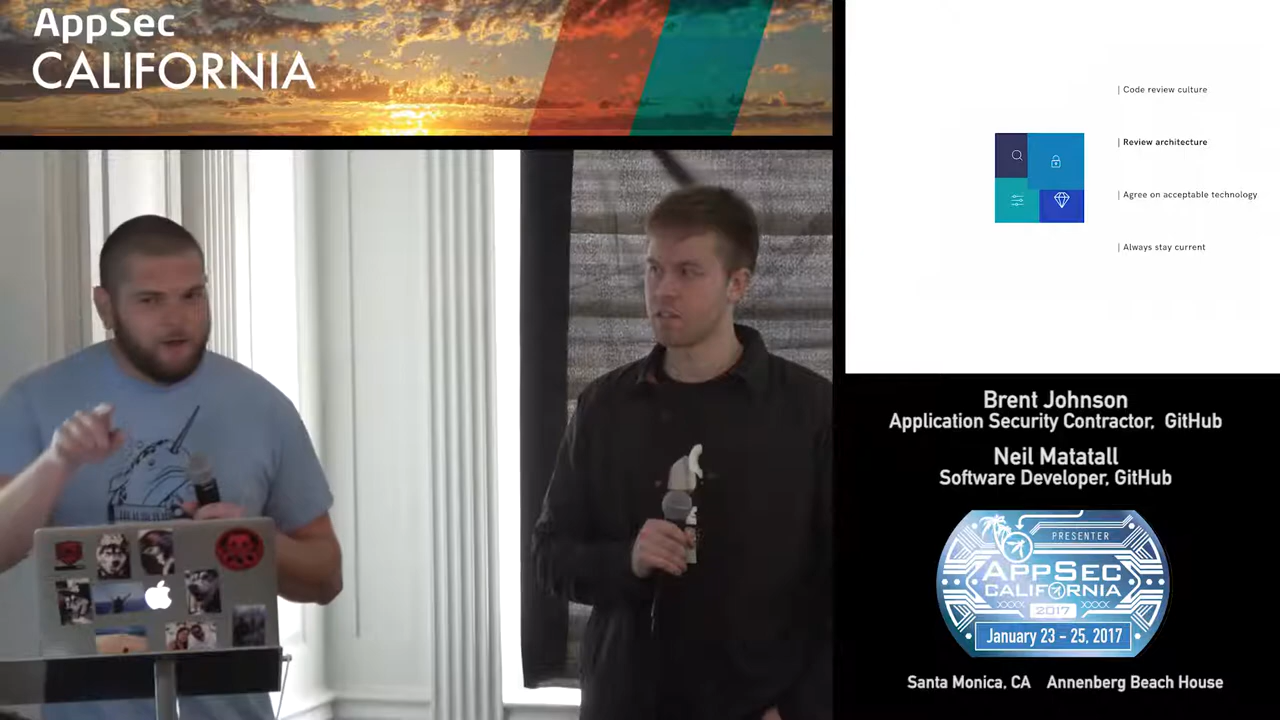 AppSec
CALIFORNIA
| Code review culture
| Review architecture
| Agree on acceptable technology
| Always stay current
Brent Johnson
Application Security Contractor, GitHub
Neil Matatall
Software Developer, GitHub
PRESENTER
APPSEC
CALIFORNIA
XXXX 2017 XXXX
January 23 - 25, 2017
Santa Monica, CA Annenberg Beach House